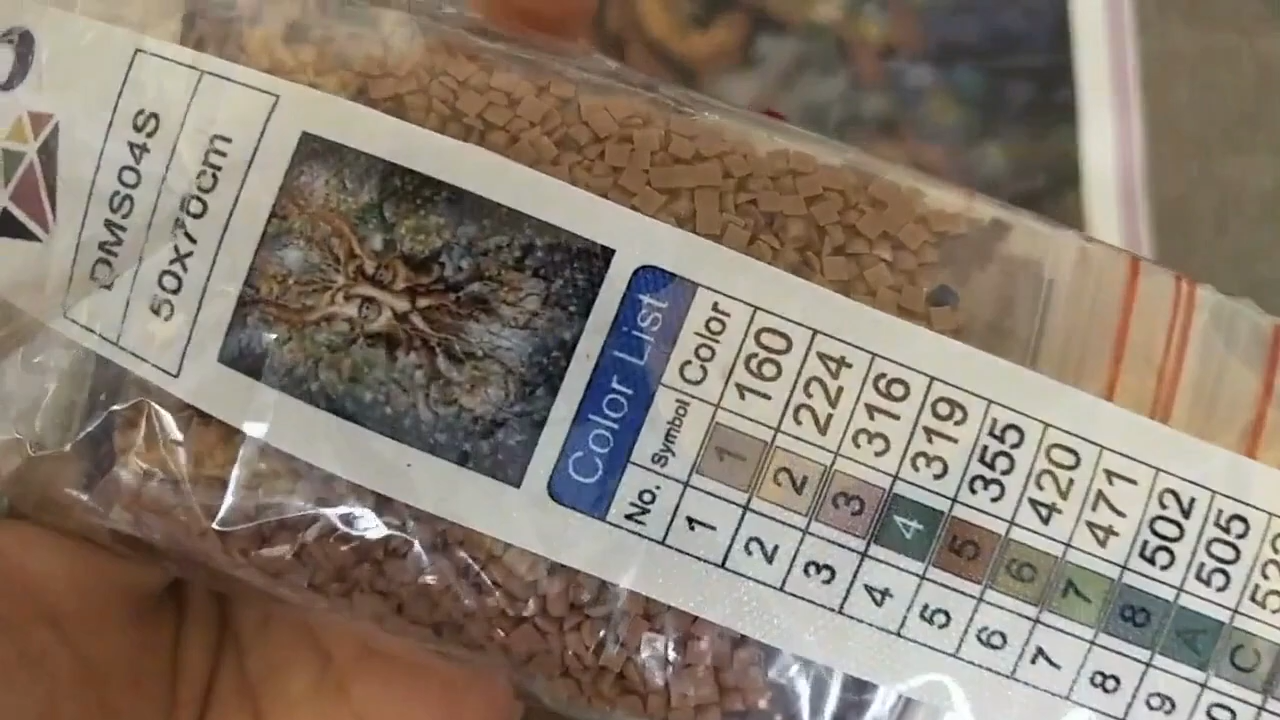 DMS04S
50x70cm
Color List
No. Symbol Color
1 1 160
2 2 224
3 3 316
4 4 319
5 5 355
6 6 420
7 7 471
8 8 502
9 A 505
C